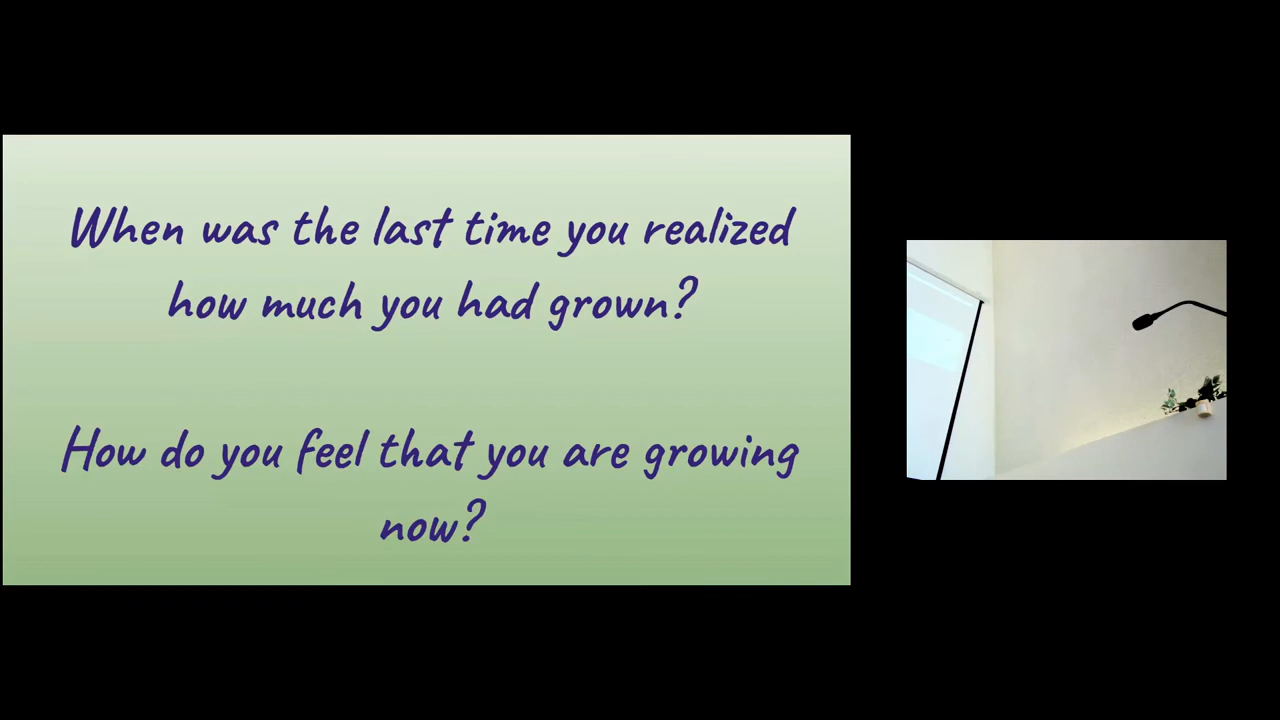 When was the last time you realized
how much you had grown?
How do you feel that you are growing
now?